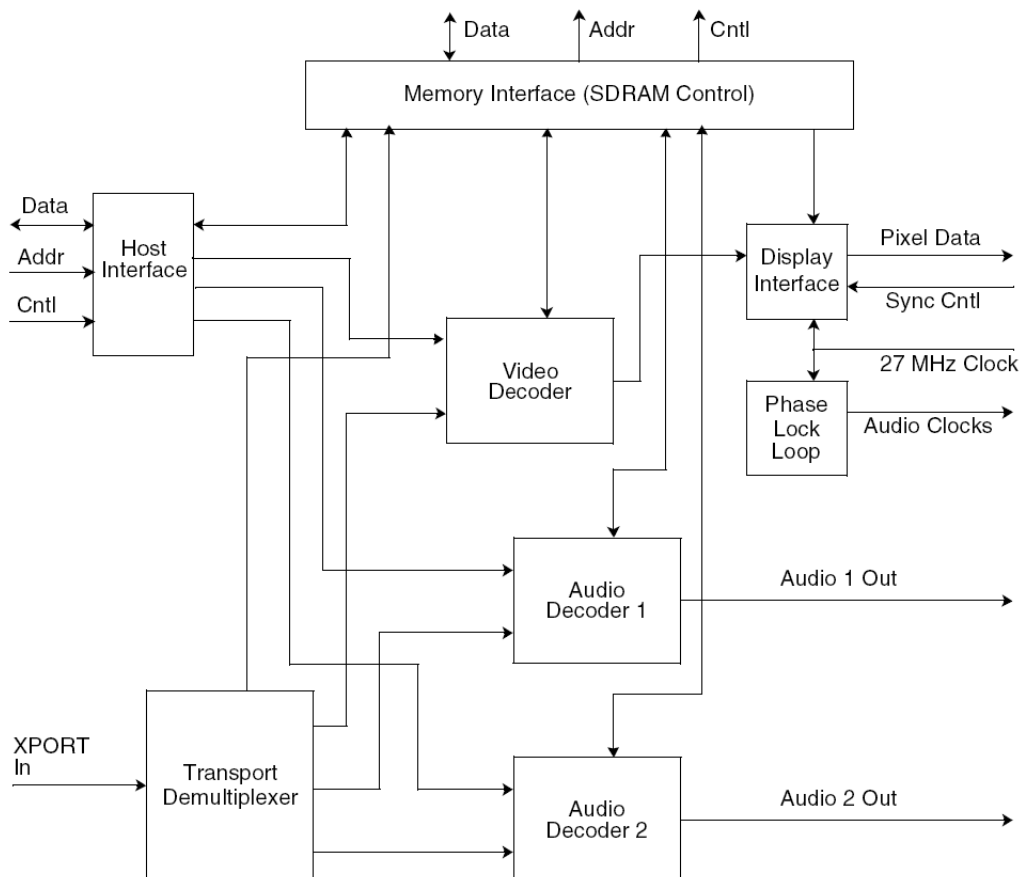 Data
Addr
Cntl
Memory Interface (SDRAM Control)
Data
Addr
Cntl
Host
Interface
Display
Interface
Pixel Data
Sync Cntl
27 MHz Clock
Video
Decoder
Phase
Lock
Loop
Audio Clocks
Audio
Decoder 1
Audio 1 Out
XPORT
In
Transport
Demultiplexer
Audio
Decoder 2
Audio 2 Out